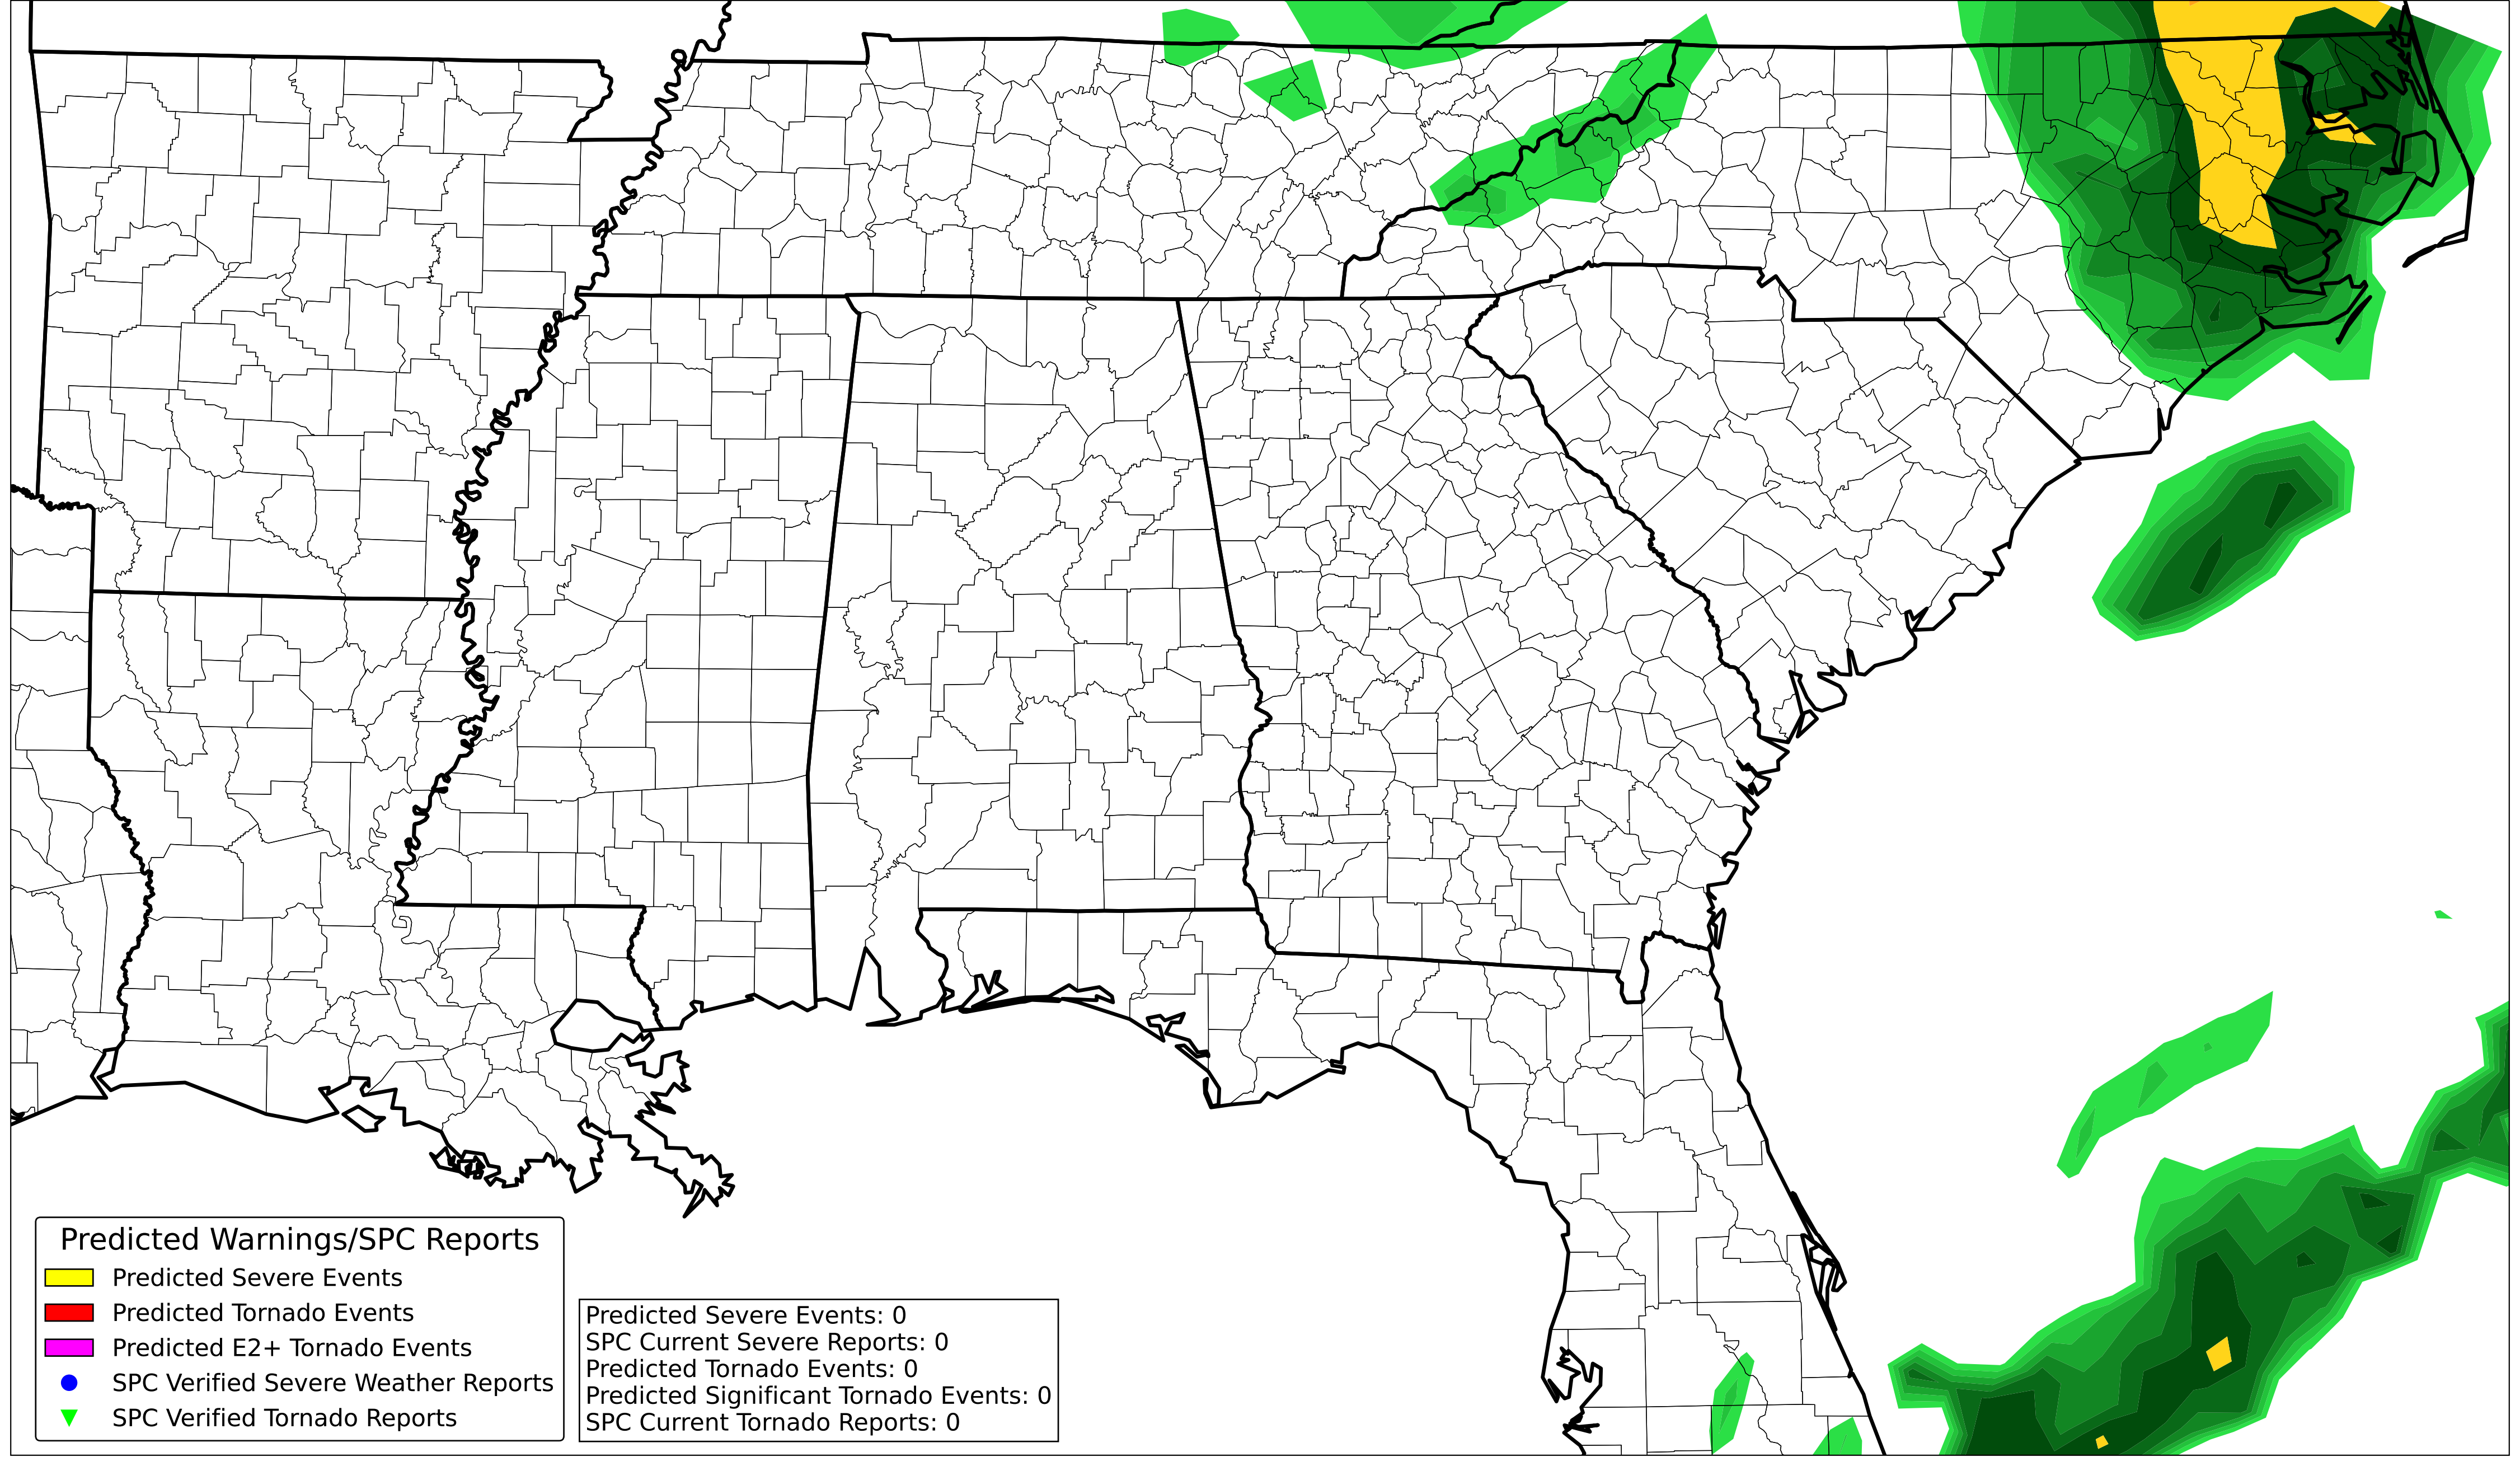 Predicted Warnings/SPC Reports
Predicted Severe Events
Predicted Tornado Events
Predicted E2+ Tornado Events
SPC Verified Severe Weather Reports
SPC Verified Tornado Reports
Predicted Severe Events: 0
SPC Current Severe Reports: 0
Predicted Tornado Events: 0
Predicted Significant Tornado Events: 0
SPC Current Tornado Reports: 0